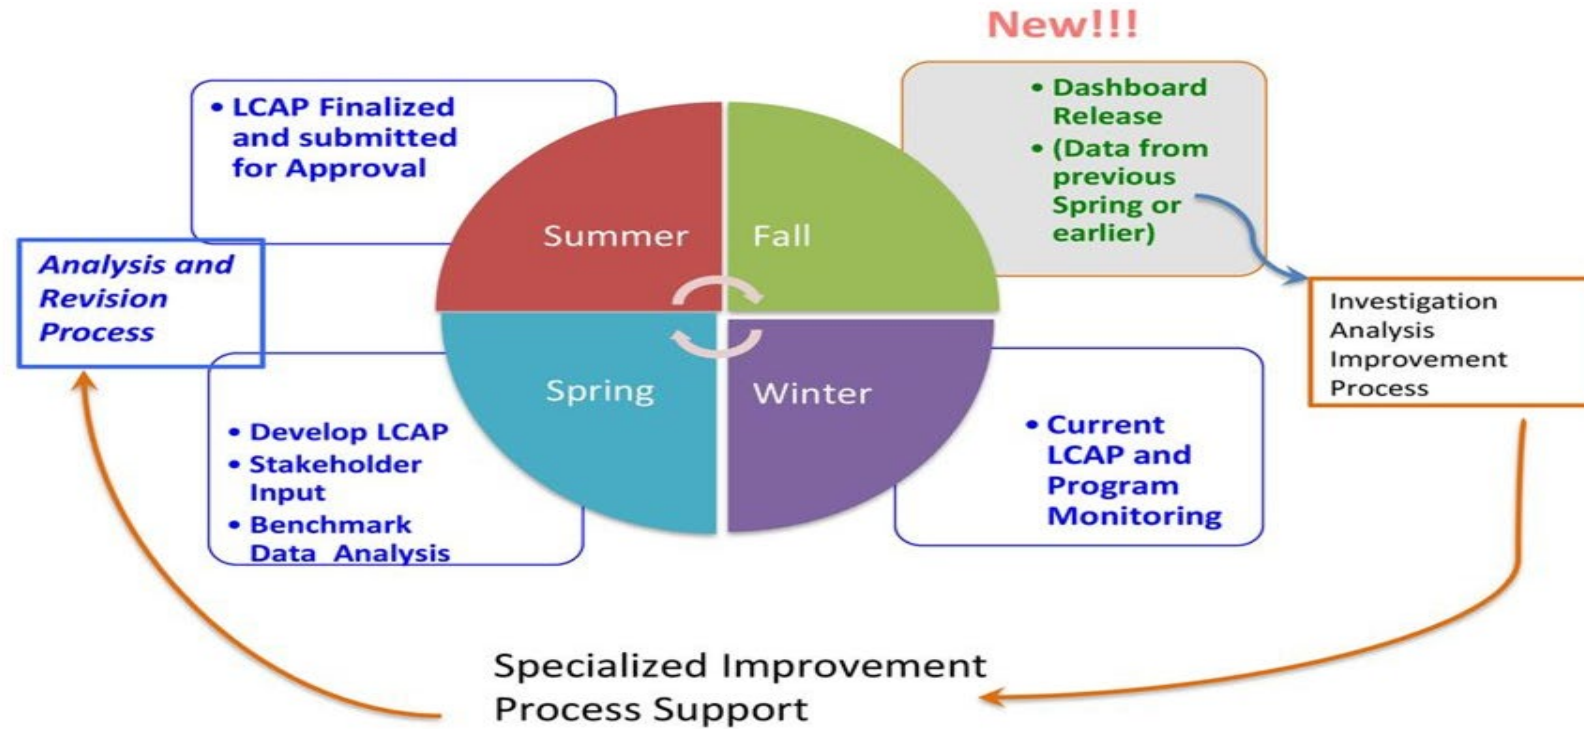 New!!!
• LCAP Finalized
and submitted
for Approval
• Dashboard
Release
• (Data from
previous
Spring or
earlier)
Summer
Fall
Analysis and
Revision
Process
Investigation
Analysis
Improvement
Process
Spring
Winter
• Develop LCAP
• Stakeholder
Input
• Benchmark
Data Analysis
• Current
LCAP and
Program
Monitoring
Specialized Improvement
Process Support